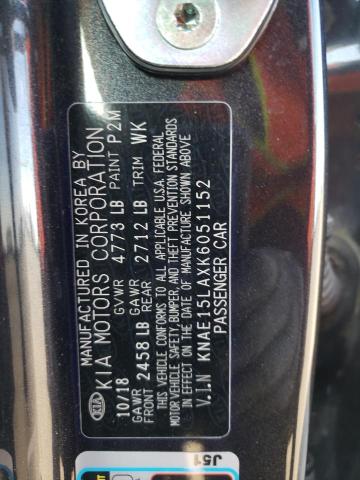 MANUFACTURED IN KOREA BY
KIA KIA MOTORS CORPORATION
10/18 GVWR 4773 LB PAINT P2M
GAWR FRONT 2458 LB GAWR REAR 2712 LB TRIM WK
THIS VEHICLE CONFORMS TO ALL APPLICABLE U.S.A. FEDERAL
MOTOR VEHICLE SAFETY, BUMPER, AND THEFT PREVENTION STANDARDS
IN EFFECT ON THE DATE OF MANUFACTURE SHOWN ABOVE
V.I.N KNAE15LAXK6051152
PASSENGER CAR
J51